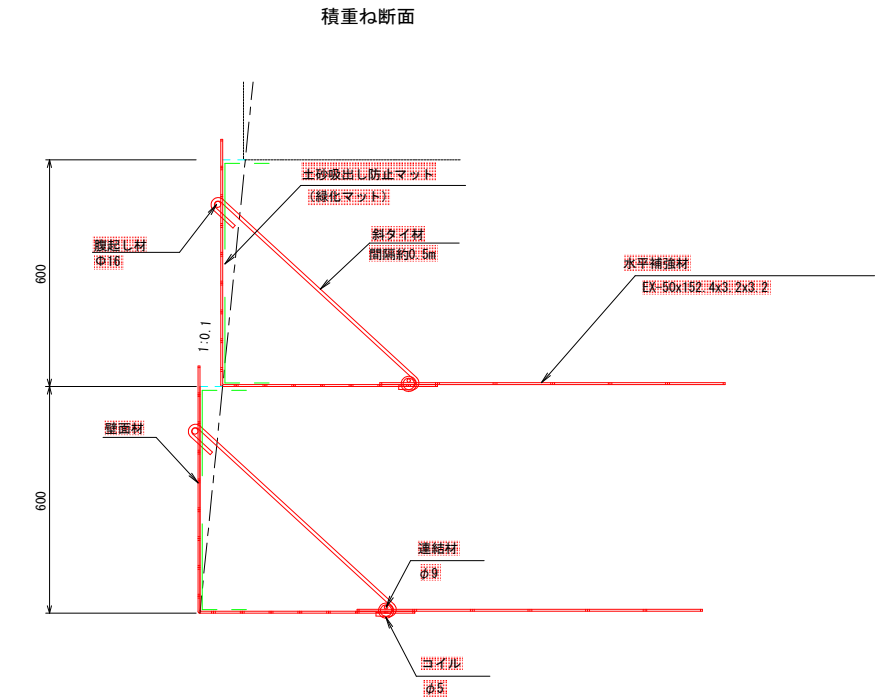 積重ね断面
土砂吸出し防止マット
(緑化マット)
腹起し材
Φ16
斜タイ材
間隔約0.5m
水平補強材
EX-50x152.4x3.2x3.2
600
1:0.1
壁面材
600
連結材
φ9
コイル
φ5